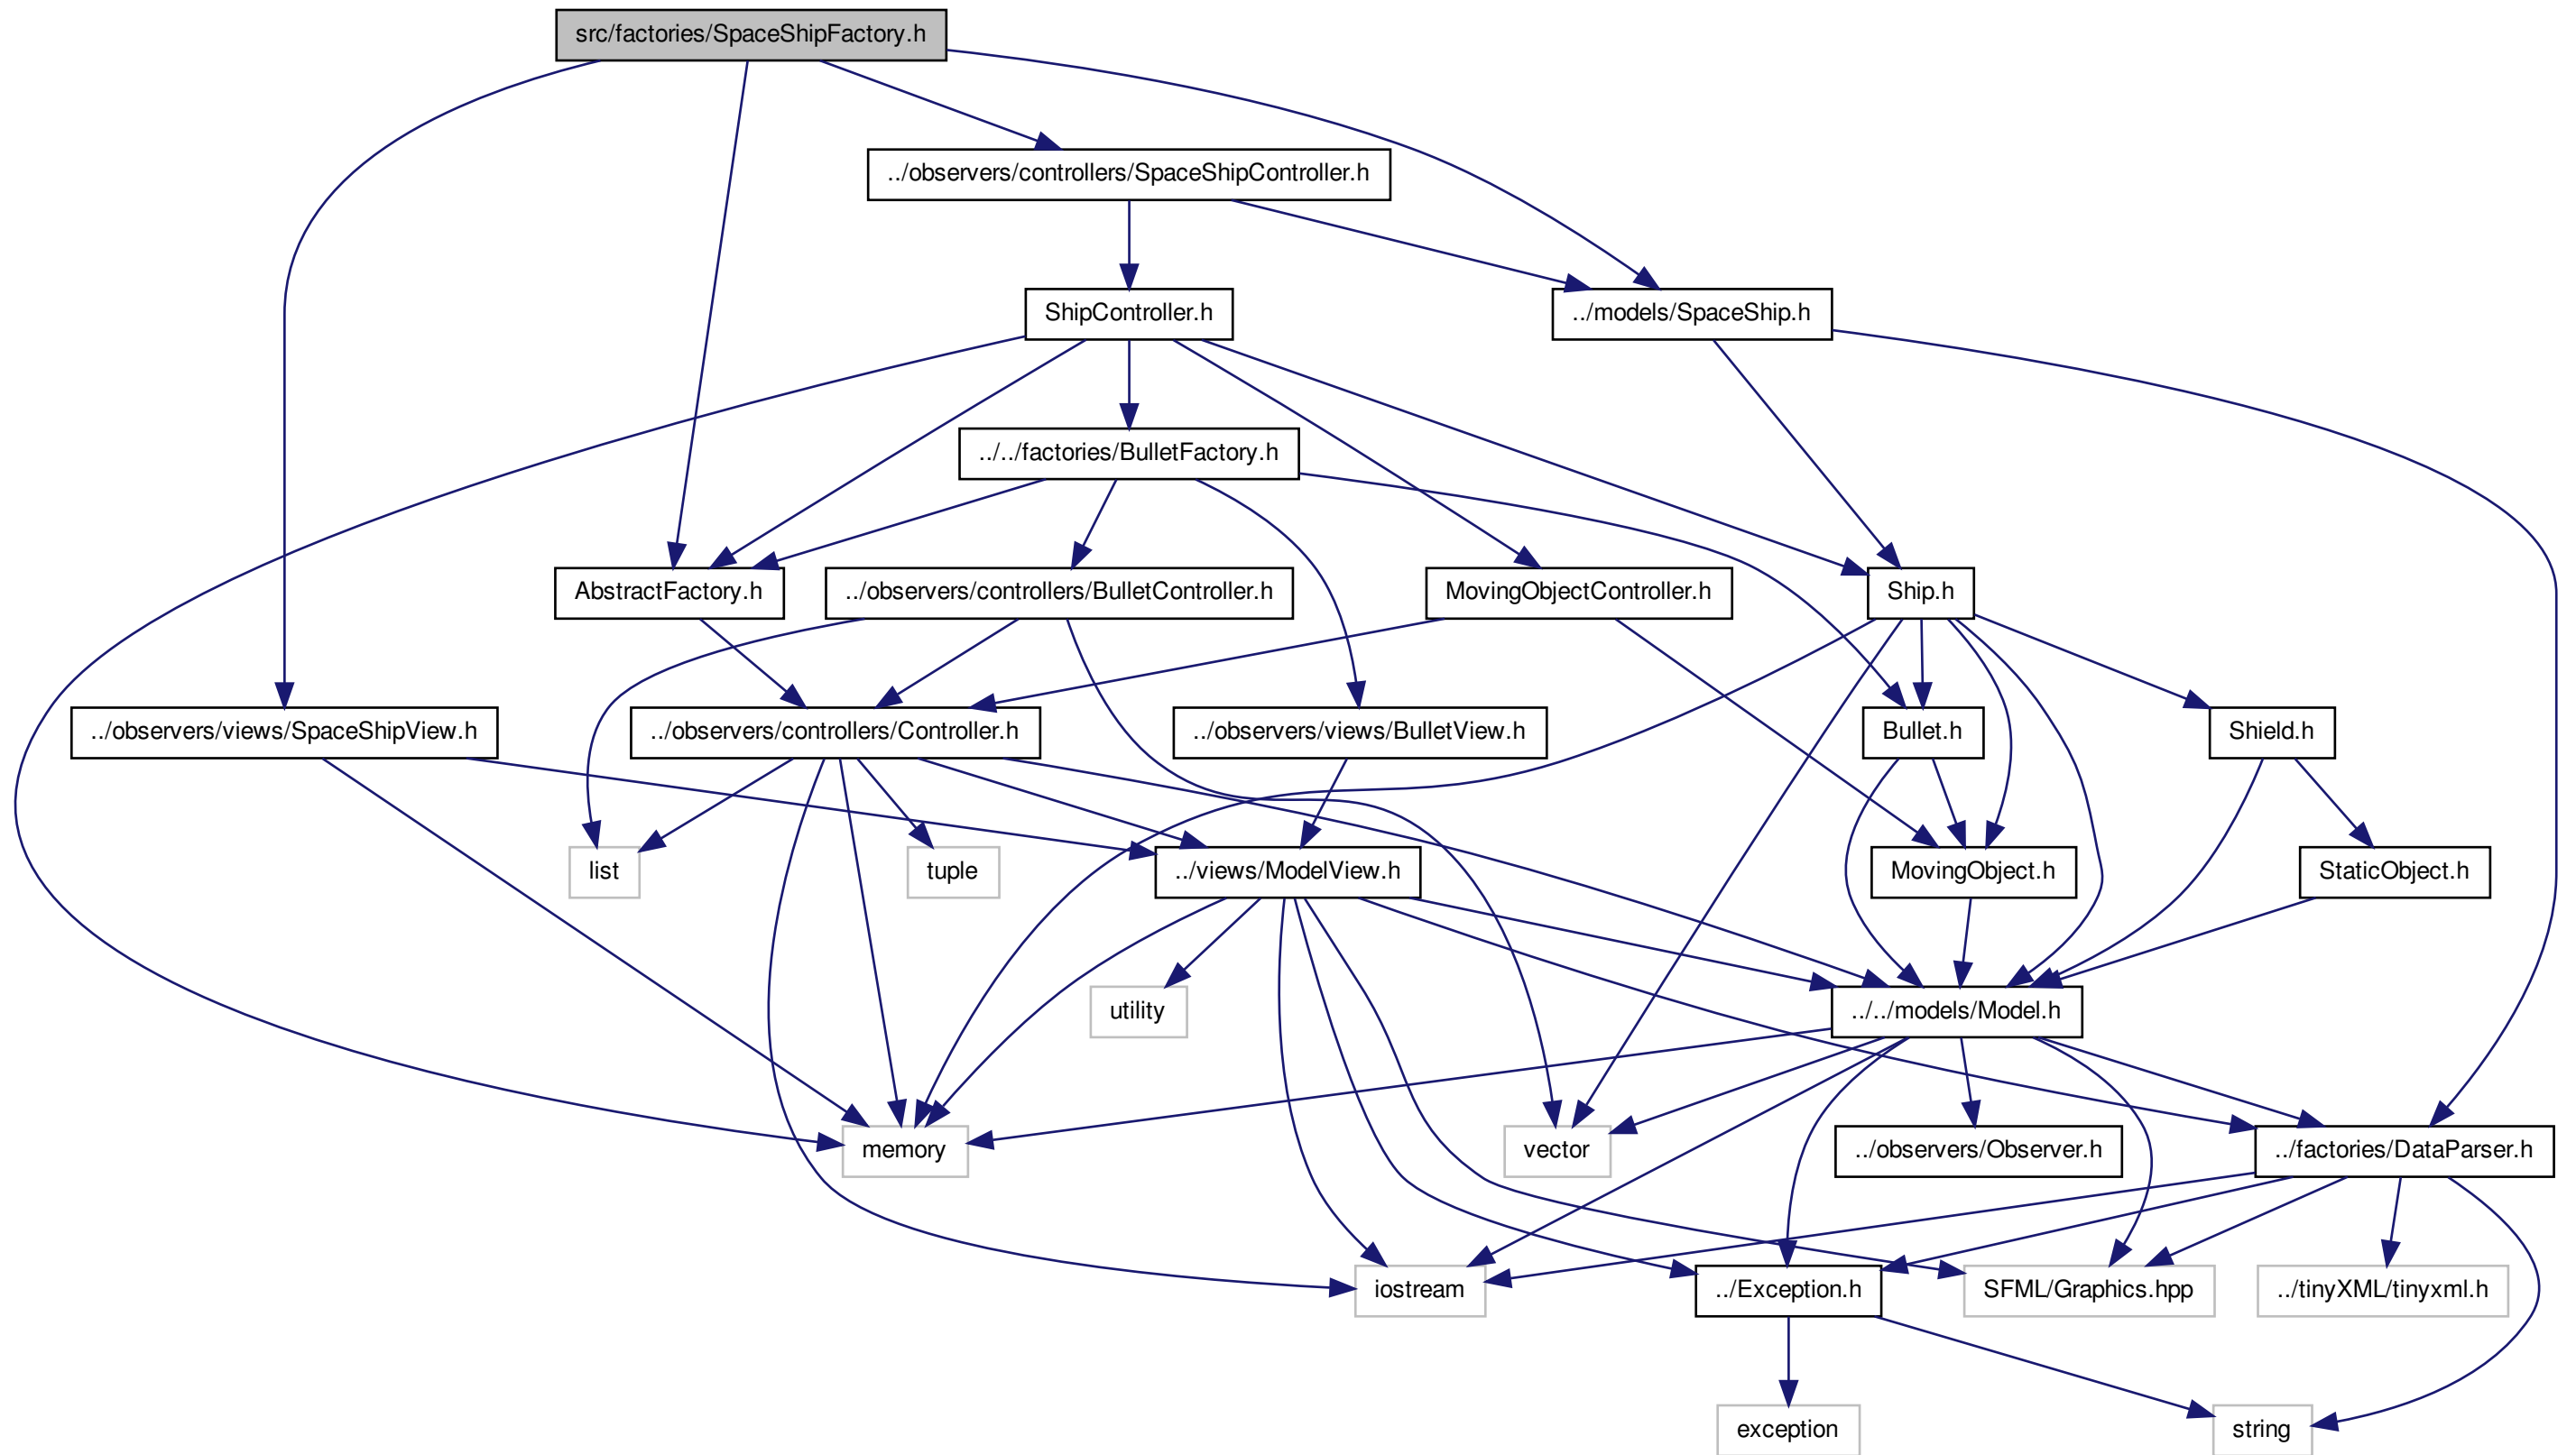 src/factories/SpaceShipFactory.h
../observers/controllers/SpaceShipController.h
ShipController.h
../models/SpaceShip.h
../../factories/BulletFactory.h
AbstractFactory.h
../observers/controllers/BulletController.h
MovingObjectController.h
Ship.h
../observers/views/SpaceShipView.h
../observers/controllers/Controller.h
../observers/views/BulletView.h
Bullet.h
Shield.h
list
tuple
../views/ModelView.h
MovingObject.h
StaticObject.h
utility
../../models/Model.h
memory
vector
../observers/Observer.h
../factories/DataParser.h
iostream
../Exception.h
SFML/Graphics.hpp
../tinyXML/tinyxml.h
exception
string